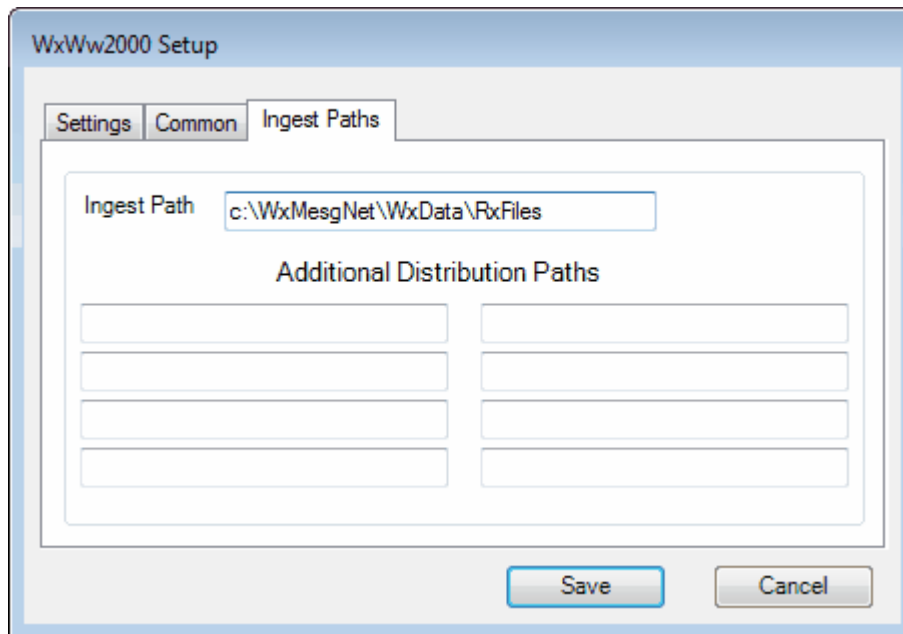 WxWw2000 Setup
Settings Common Ingest Paths
Ingest Path c:\WxMesgNet\WxData\RxFiles
Additional Distribution Paths
Save Cancel